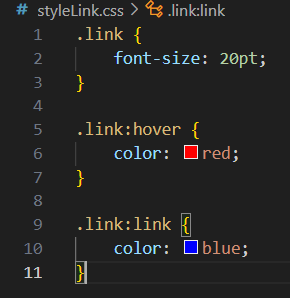 # styleLink.css > .link:link
1 .link {
2 font-size: 20pt;
3 }
4
5 .link:hover {
6 color: red;
7 }
8
9 .link:link {
10 color: blue;
11 }